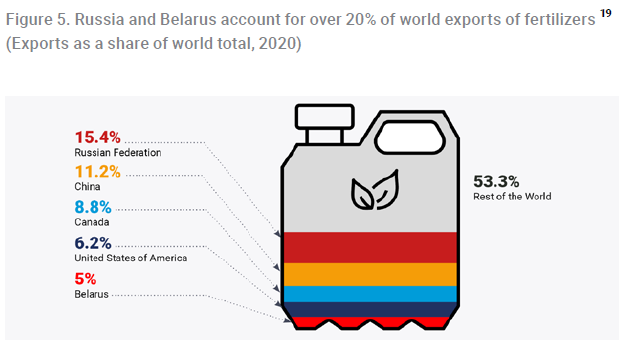 Figure 5. Russia and Belarus account for over 20% of world exports of fertilizers 19
(Exports as a share of world total, 2020)
15.4%
Russian Federation
11.2%
China
8.8%
Canada
6.2%
United States of America
5%
Belarus
53.3%
Rest of the World